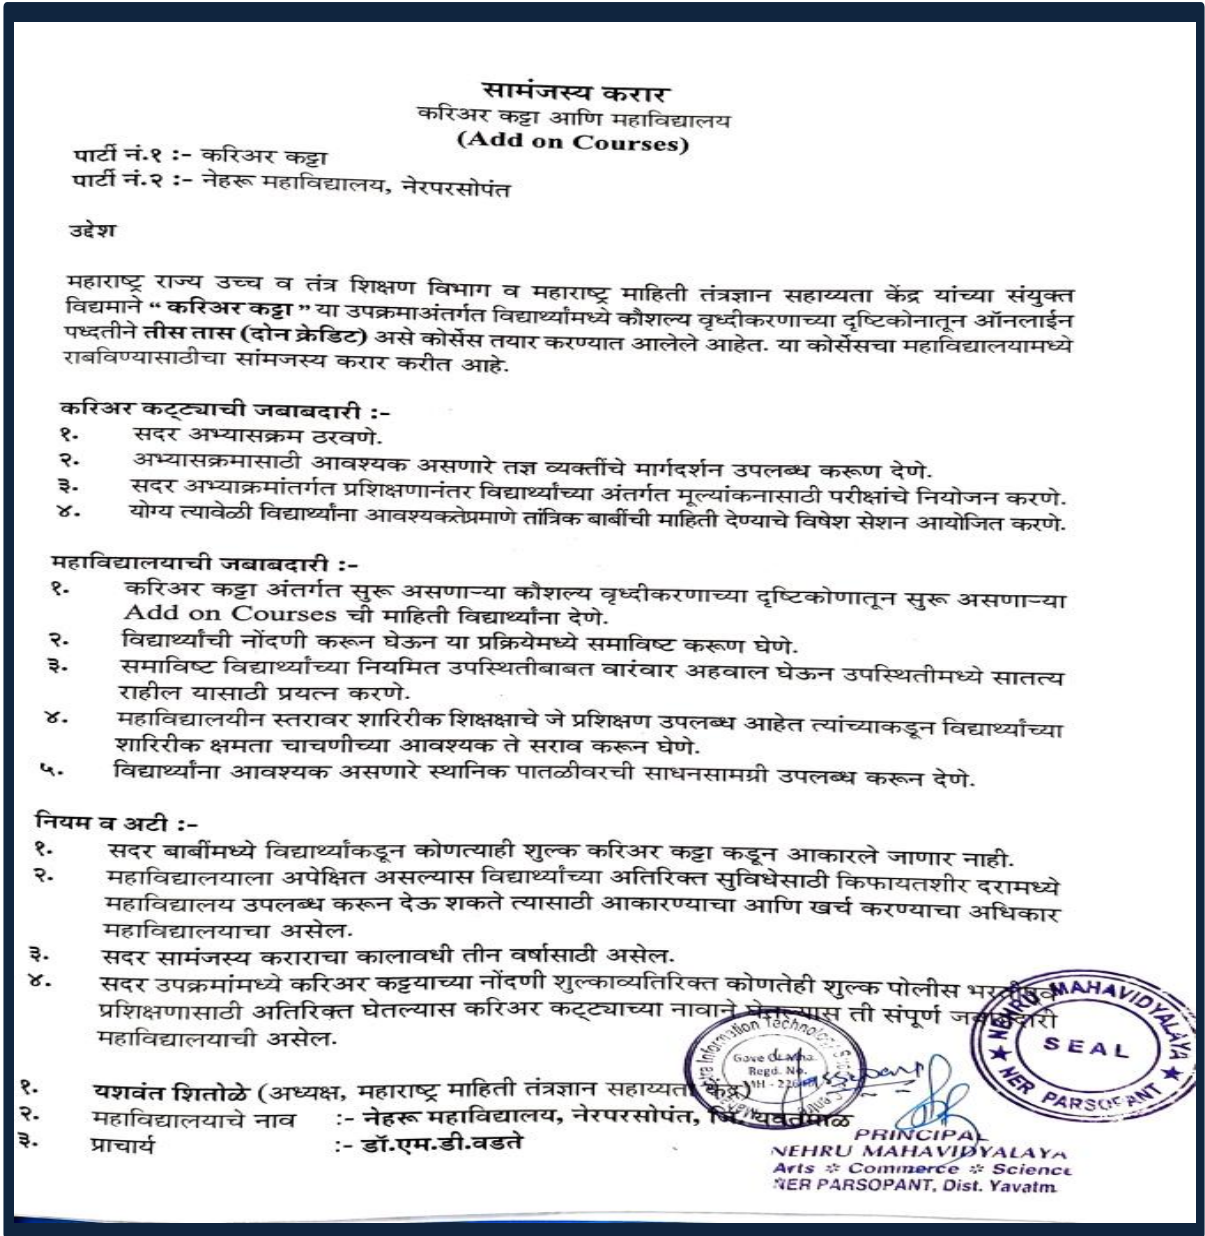 सामंजस्य करार
करिअर कट्टा आणि महाविद्यालय
(Add on Courses)
पार्टी नं.१ :- करिअर कट्टा
पार्टी नं.२ :- नेहरू महाविद्यालय, नेरपरसोपंत
उद्देश
महाराष्ट्र राज्य उच्च व तंत्र शिक्षण विभाग व महाराष्ट्र माहिती तंत्रज्ञान सहाय्यता केंद्र यांच्या संयुक्त
विद्यमाने “ करिअर कट्टा ” या उपक्रमाअंतर्गत विद्यार्थ्यांमध्ये कौशल्य वृध्दीकरणाच्या दृष्टिकोनातून ऑनलाईन
पध्दतीने तीस तास (दोन क्रेडिट) असे कोर्सेस तयार करण्यात आलेले आहेत. या कोर्सेसचा महाविद्यालयामध्ये
राबविण्यासाठीचा सांमजस्य करार करीत आहे.
करिअर कट्ट्याची जबाबदारी :-
१. सदर अभ्यासक्रम ठरवणे.
२. अभ्यासक्रमासाठी आवश्यक असणारे तज्ञ व्यक्तींचे मार्गदर्शन उपलब्ध करूण देणे.
३. सदर अभ्याक्रमांतर्गत प्रशिक्षणानंतर विद्यार्थ्यांच्या अंतर्गत मूल्यांकनासाठी परीक्षांचे नियोजन करणे.
४. योग्य त्यावेळी विद्यार्थ्यांना आवश्यकतेप्रमाणे तांत्रिक बाबींची माहिती देण्याचे विषेश सेशन आयोजित करणे.
महाविद्यालयाची जबाबदारी :-
१. करिअर कट्टा अंतर्गत सुरू असणाऱ्या कौशल्य वृध्दीकरणाच्या दृष्टिकोणातून सुरू असणाऱ्या
Add on Courses ची माहिती विद्यार्थ्यांना देणे.
२. विद्यार्थ्यांची नोंदणी करून घेऊन या प्रक्रियेमध्ये समाविष्ट करूण घेणे.
३. समाविष्ट विद्यार्थ्यांच्या नियमित उपस्थितीबाबत वारंवार अहवाल घेऊन उपस्थितीमध्ये सातत्य
राहील यासाठी प्रयत्न करणे.
४. महाविद्यालयीन स्तरावर शारिरीक शिक्षक्षाचे जे प्रशिक्षण उपलब्ध आहेत त्यांच्याकडून विद्यार्थ्यांच्या
शारिरीक क्षमता चाचणीच्या आवश्यक ते सराव करून घेणे.
५. विद्यार्थ्यांना आवश्यक असणारे स्थानिक पातळीवरची साधनसामग्री उपलब्ध करून देणे.
नियम व अटी :-
१. सदर बाबींमध्ये विद्यार्थ्यांकडून कोणत्याही शुल्क करिअर कट्टा कडून आकारले जाणार नाही.
२. महाविद्यालयाला अपेक्षित असल्यास विद्यार्थ्यांच्या अतिरिक्त सुविधेसाठी किफायतशीर दरामध्ये
महाविद्यालय उपलब्ध करून देऊ शकते त्यासाठी आकारण्याचा आणि खर्च करण्याचा अधिकार
महाविद्यालयाचा असेल.
३. सदर सामंजस्य कराराचा कालावधी तीन वर्षासाठी असेल.
४. सदर उपक्रमांमध्ये करिअर कट्टयाच्या नोंदणी शुल्काव्यतिरिक्त कोणतेही शुल्क पोलीस
प्रशिक्षणासाठी अतिरिक्त घेतल्यास करिअर कट्ट्याच्या नावाने घेतल्यास ती संपूर्ण जबाबदारी
महाविद्यालयाची असेल.
NEHRU MAHAVIDYALAYA
SEAL
NER PARSOPANT
Information Technology
Regd. No.
१. यशवंत शितोळे (अध्यक्ष, महाराष्ट्र माहिती तंत्रज्ञान सहाय्यता केंद्र)
२. महाविद्यालयाचे नाव :- नेहरू महाविद्यालय, नेरपरसोपंत, जि. यवतमाळ
३. प्राचार्य :- डॉ.एम.डी.वडते
PRINCIPAL
NEHRU MAHAVIDYALAYA
Arts * Commerce * Science
NER PARSOPANT, Dist. Yavatm